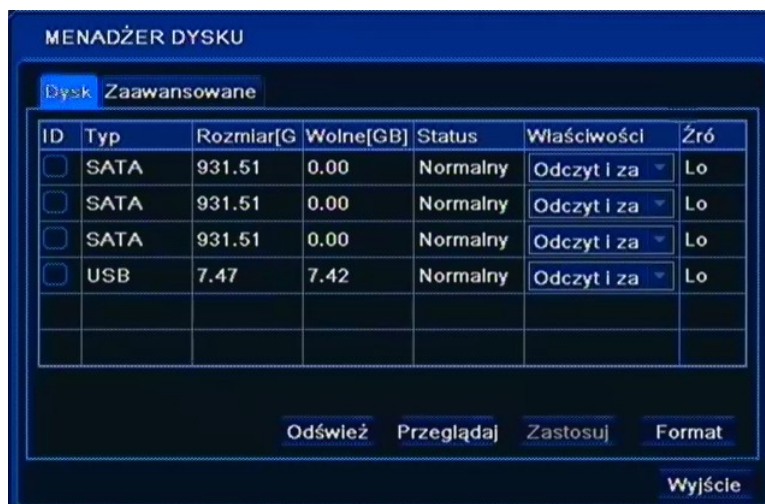 MENADŻER DYSKU
Dysk Zaawansowane
ID Typ Rozmiar[G Wolne[GB] Status Właściwości Źró
SATA 931.51 0.00 Normalny Odczyt i za Lo
SATA 931.51 0.00 Normalny Odczyt i za Lo
SATA 931.51 0.00 Normalny Odczyt i za Lo
USB 7.47 7.42 Normalny Odczyt i za Lo
Odśwież Przeglądaj Zastosuj Format
Wyjście